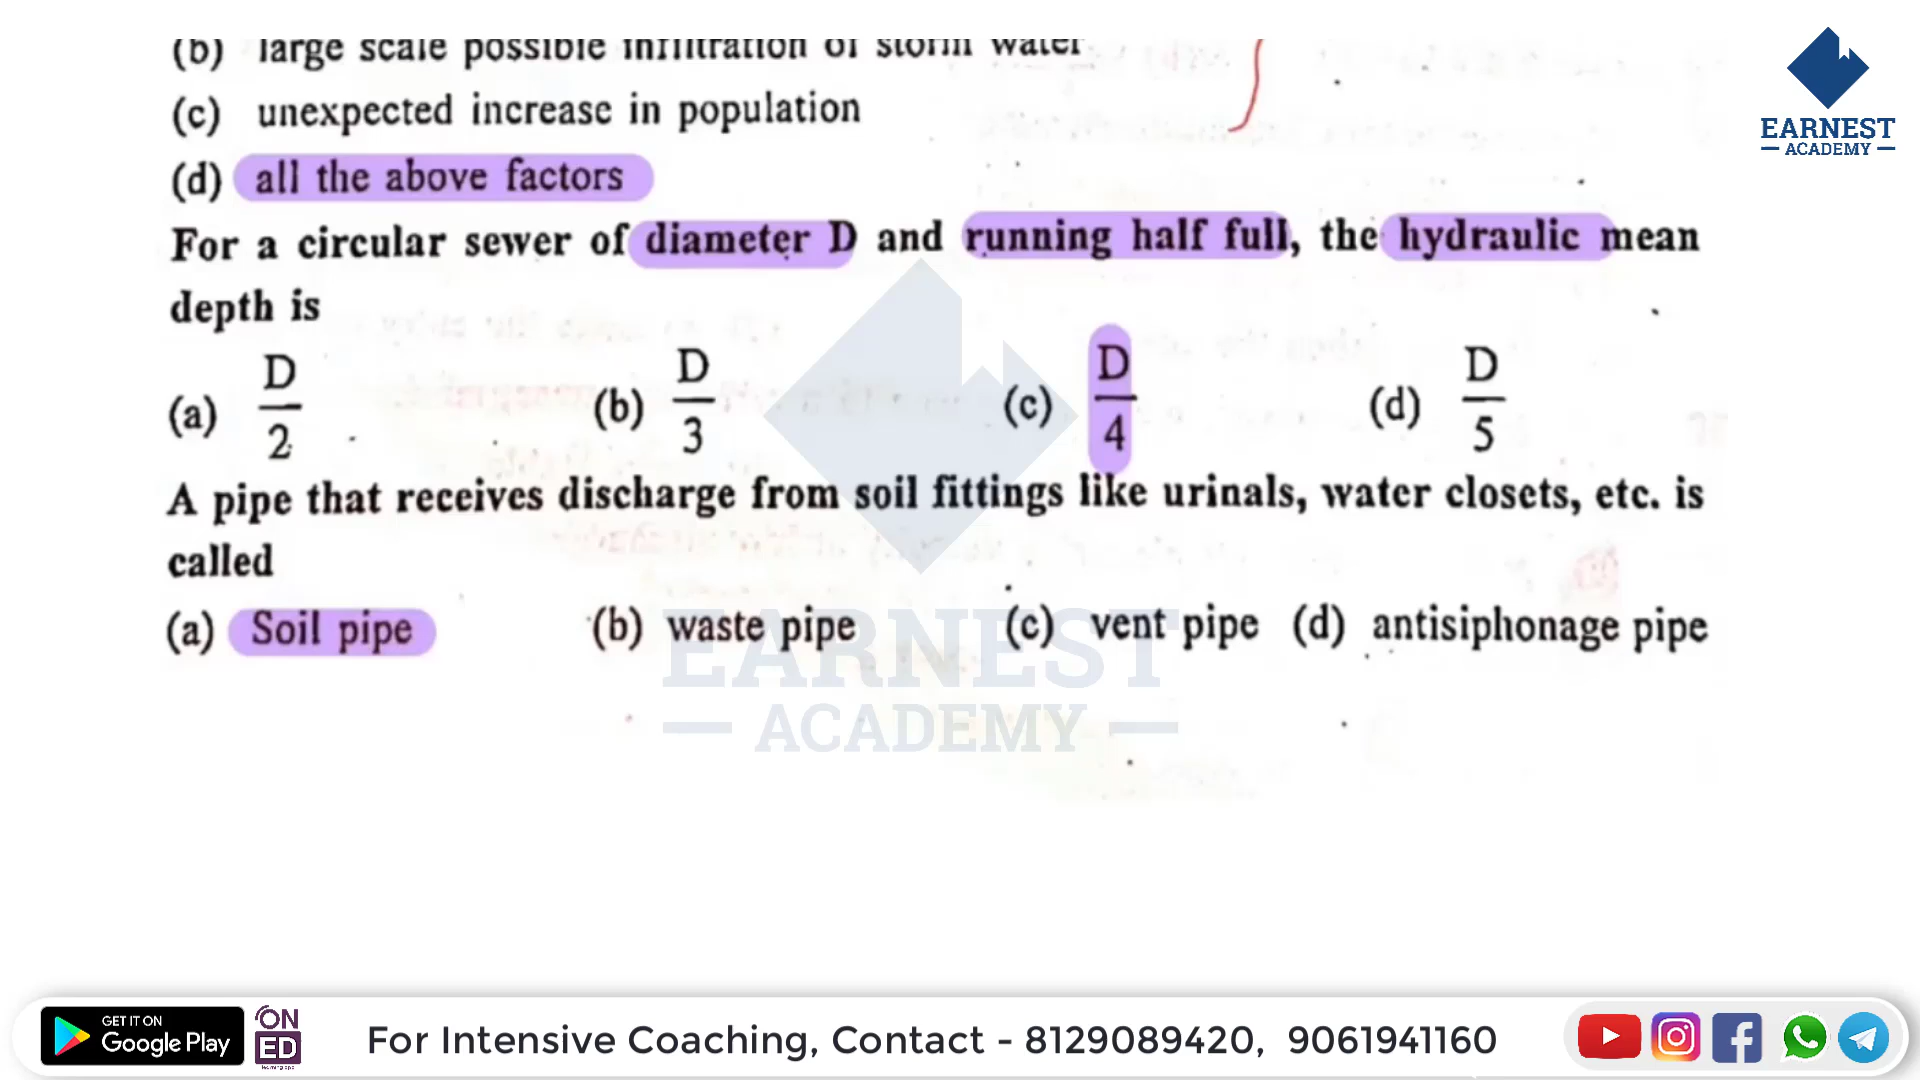 (b) large scale possible infiltration of storm water
(c) unexpected increase in population
(d) all the above factors
For a circular sewer of diameter D and running half full, the hydraulic mean
depth is
(a) D/2 (b) D/3 (c) D/4 (d) D/5
A pipe that receives discharge from soil fittings like urinals, water closets, etc. is
called
(a) Soil pipe (b) waste pipe (c) vent pipe (d) antisiphonage pipe
EARNEST
ACADEMY
EARNEST
ACADEMY
GET IT ON
Google Play
ON
ED
For Intensive Coaching, Contact - 8129089420, 9061941160